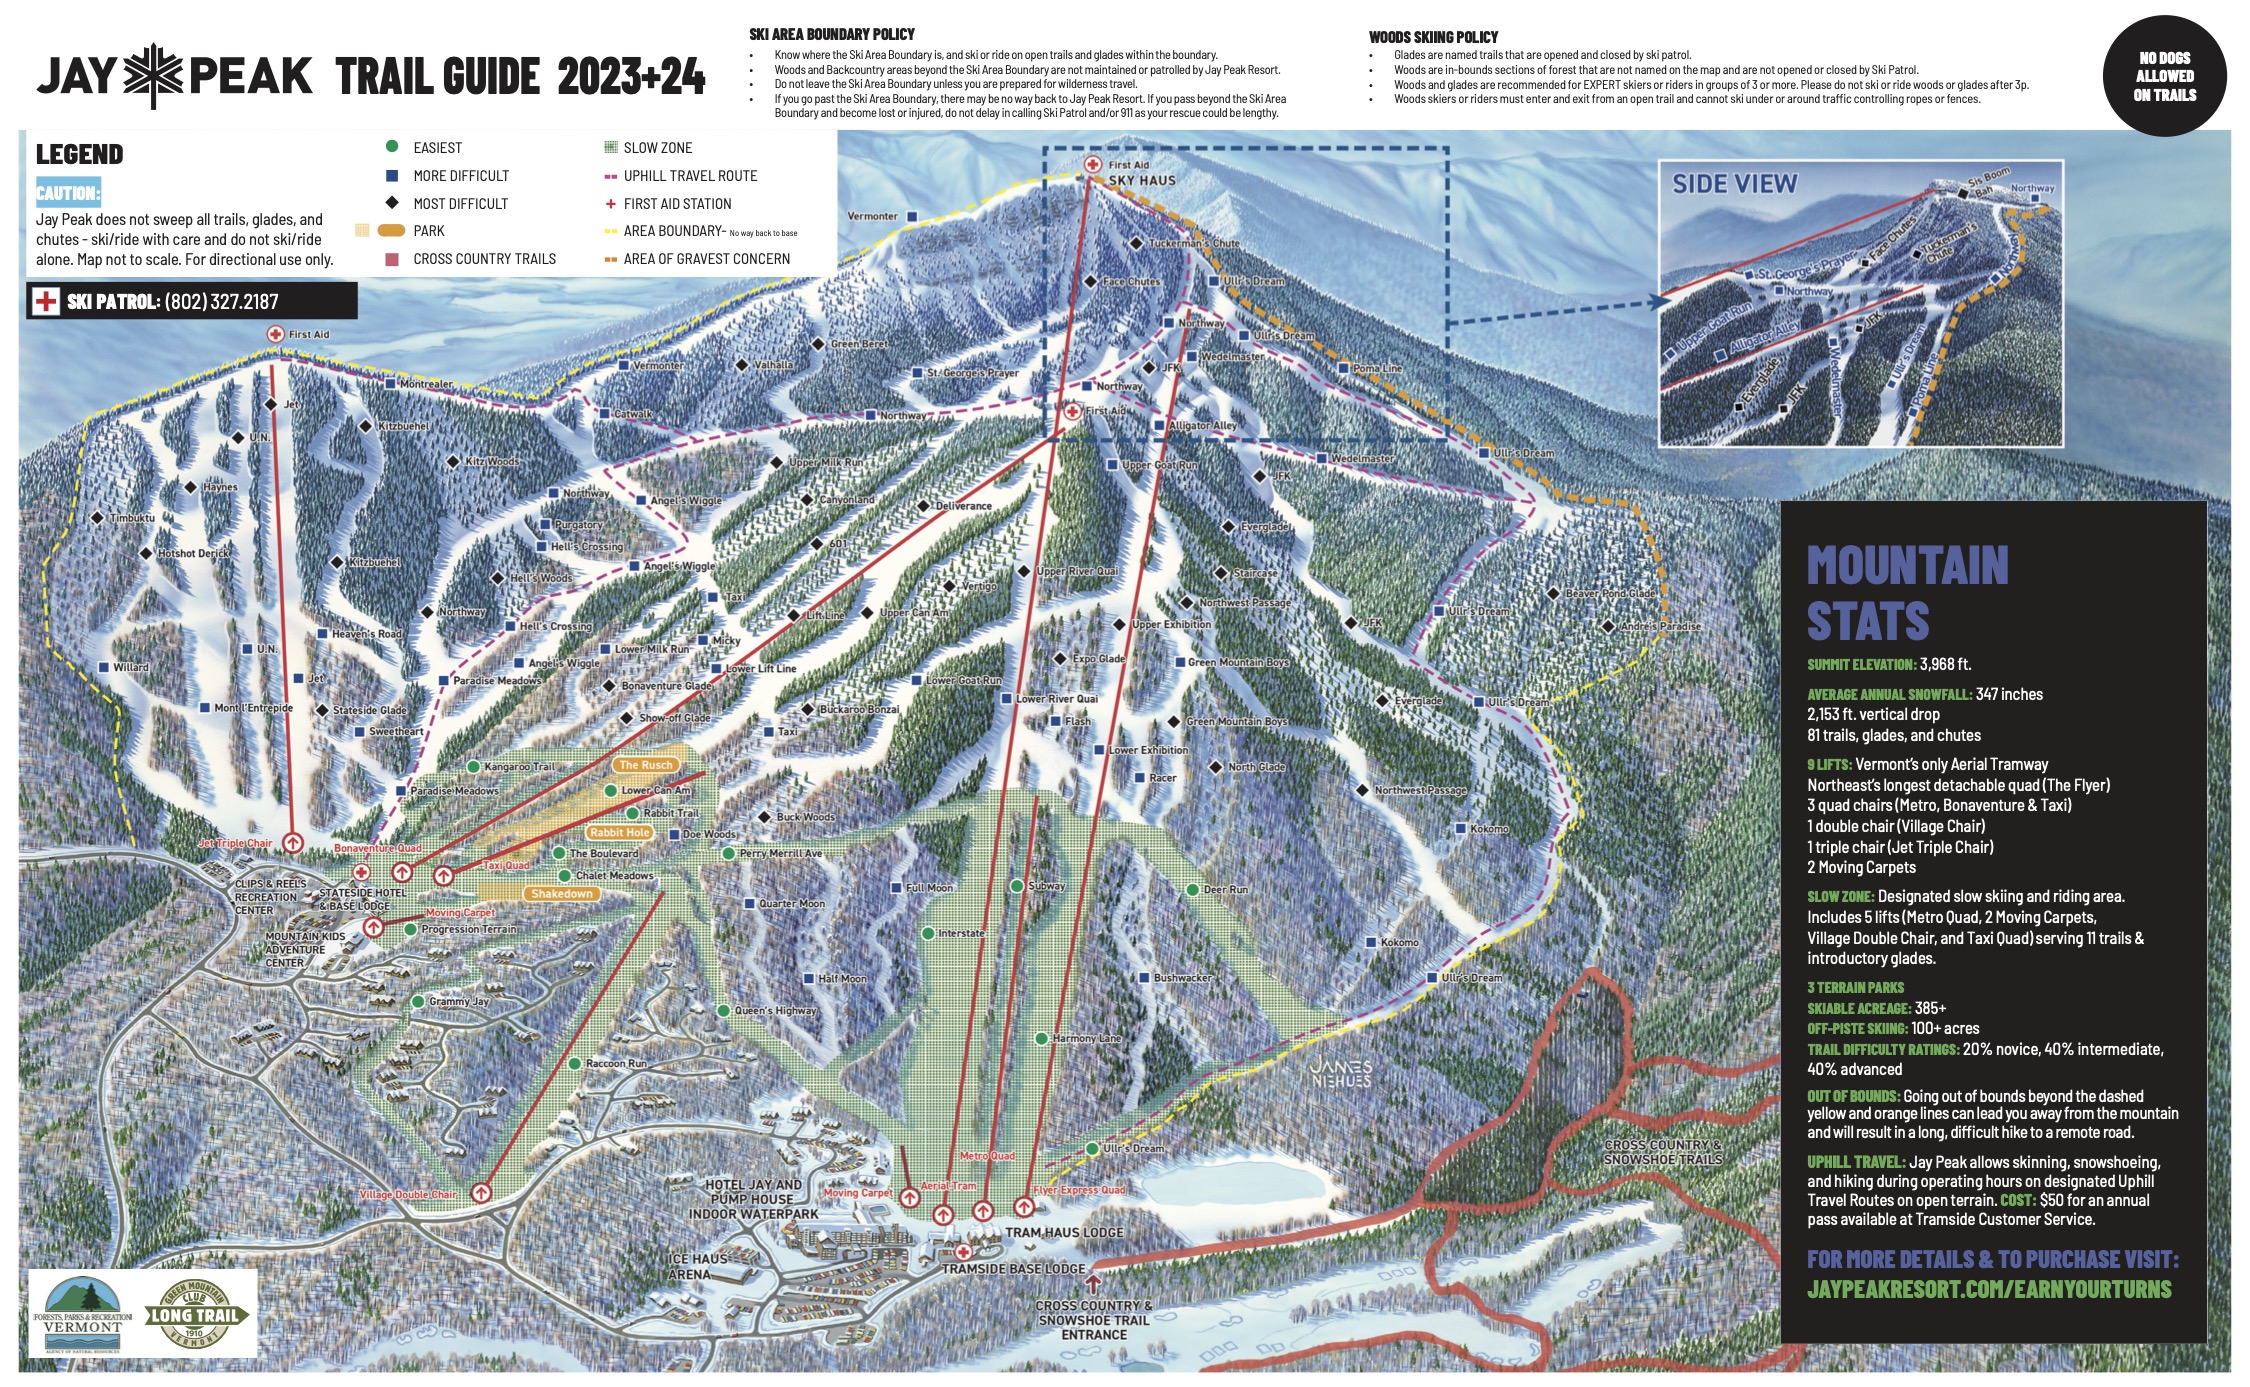 JAY PEAK TRAIL GUIDE 2023+24
SKI AREA BOUNDARY POLICY
• Know where the Ski Area Boundary is, and ski or ride on open trails and glades within the boundary.
• Woods and Backcountry areas beyond the Ski Area Boundary are not maintained or patrolled by Jay Peak Resort.
• Do not leave the Ski Area Boundary unless you are prepared for wilderness travel.
• If you go past the Ski Area Boundary, there may be no way back to Jay Peak Resort. If you pass beyond the Ski Area
Boundary and become lost or injured, do not delay in calling Ski Patrol and/or 911 as your rescue could be lengthy.
WOODS SKIING POLICY
• Glades are named trails that are opened and closed by ski patrol.
• Woods are in-bounds sections of forest that are not named on the map and are not opened or closed by Ski Patrol.
• Woods and glades are recommended for EXPERT skiers or riders in groups of 3 or more. Please do not ski or ride woods or glades after 3p.
• Woods skiers or riders must enter and exit from an open trail and cannot ski under or around traffic controlling ropes or fences.
NO DOGS
ALLOWED
ON TRAILS
LEGEND
CAUTION:
Jay Peak does not sweep all trails, glades, and
chutes - ski/ride with care and do not ski/ride
alone. Map not to scale. For directional use only.
EASIEST
MORE DIFFICULT
MOST DIFFICULT
PARK
CROSS COUNTRY TRAILS
SLOW ZONE
UPHILL TRAVEL ROUTE
FIRST AID STATION
AREA BOUNDARY- No way back to base
AREA OF GRAVEST CONCERN
SKI PATROL: (802) 327.2187
First Aid
SKY HAUS
Vermonter
Tuckerman's Chute
Face Chutes
Ullr's Dream
Northway
Ullr's Dream
First Aid
Green Beret
Wedelmaster
Vermonter
Valhalla
St. George's Prayer
JFK
Poma Line
Montrealer
Northway
Jet
Catwalk
Northway
First Aid
Kitzbuehel
Alligator Alley
U.N.
Kitz Woods
Upper Milk Run
Upper Goat Run
Wedelmaster
Ullr's Dream
JFK
Haynes
Northway
Angel's Wiggle
Canyonland
Deliverance
Timbuktu
Purgatory
Everglade
Hotshot Derick
Hell's Crossing
601
Kitzbuehel
Angel's Wiggle
Hell's Woods
Upper River Quai
Staircase
Vertigo
Taxi
Beaver Pond Glade
Northwest Passage
Northway
Lift Line
Upper Can Am
Ullr's Dream
Hell's Crossing
Upper Exhibition
JFK
Andre's Paradise
Heaven's Road
Micky
U.N.
Lower Milk Run
Willard
Angel's Wiggle
Lower Lift Line
Expo Glade
Green Mountain Boys
Jet
Paradise Meadows
Bonaventure Glade
Lower Goat Run
Mont l'Entrepide
Stateside Glade
Show-off Glade
Buckaroo Bonzai
Lower River Quai
Everglade
Ullr's Dream
Sweetheart
Taxi
Flash
Green Mountain Boys
Lower Exhibition
Kangaroo Trail
The Rusch
North Glade
Racer
Paradise Meadows
Lower Can Am
Northwest Passage
Rabbit Trail
Buck Woods
Rabbit Hole
Doe Woods
Kokomo
Jet Triple Chair
Bonaventure Quad
The Boulevard
Perry Merrill Ave
Taxi Quad
Chalet Meadows
CLIPS & REELS
RECREATION
CENTER
STATESIDE HOTEL
& BASE LODGE
Shakedown
Full Moon
Subway
Deer Run
Quarter Moon
Moving Carpet
Progression Terrain
MOUNTAIN KIDS
ADVENTURE
CENTER
Interstate
Kokomo
Half Moon
Bushwacker
Ullr's Dream
Grammy Jay
Queen's Highway
Harmony Lane
Raccoon Run
JAMES
NIEHUES
Ullr's Dream
Metro Quad
CROSS COUNTRY &
SNOWSHOE TRAILS
Village Double Chair
HOTEL JAY AND
PUMP HOUSE
INDOOR WATERPARK
Moving Carpet
Aerial Tram
Flyer Express Quad
TRAM HAUS LODGE
ICE HAUS
ARENA
TRAMSIDE BASE LODGE
CROSS COUNTRY &
SNOWSHOE TRAIL
ENTRANCE
SIDE VIEW
Sis Boom
Bah
Northway
Face Chutes
Tuckerman's
Chute
St. George's Prayer
Northway
Northway
Upper Goat Run
Alligator Alley
JFK
Wedelmaster
Ullr's Dream
Poma Line
Everglade
JFK
MOUNTAIN
STATS
SUMMIT ELEVATION: 3,968 ft.
AVERAGE ANNUAL SNOWFALL: 347 inches
2,153 ft. vertical drop
81 trails, glades, and chutes
9 LIFTS: Vermont's only Aerial Tramway
Northeast's longest detachable quad (The Flyer)
3 quad chairs (Metro, Bonaventure & Taxi)
1 double chair (Village Chair)
1 triple chair (Jet Triple Chair)
2 Moving Carpets
SLOW ZONE: Designated slow skiing and riding area.
Includes 5 lifts (Metro Quad, 2 Moving Carpets,
Village Double Chair, and Taxi Quad) serving 11 trails &
introductory glades.
3 TERRAIN PARKS
SKIABLE ACREAGE: 385+
OFF-PISTE SKIING: 100+ acres
TRAIL DIFFICULTY RATINGS: 20% novice, 40% intermediate,
40% advanced
OUT OF BOUNDS: Going out of bounds beyond the dashed
yellow and orange lines can lead you away from the mountain
and will result in a long, difficult hike to a remote road.
UPHILL TRAVEL: Jay Peak allows skinning, snowshoeing,
and hiking during operating hours on designated Uphill
Travel Routes on open terrain. COST: $50 for an annual
pass available at Tramside Customer Service.
FOR MORE DETAILS & TO PURCHASE VISIT:
JAYPEAKRESORT.COM/EARNYOURTURNS
FORESTS, PARKS & RECREATION
VERMONT
AGENCY OF NATURAL RESOURCES
GREEN MOUNTAIN
CLUB
LONG TRAIL
1910
VERMONT